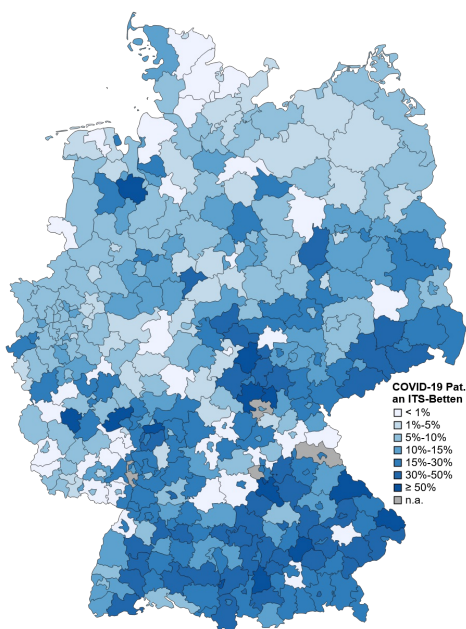 COVID-19 Pat.
an ITS-Betten
< 1%
1%-5%
5%-10%
10%-15%
15%-30%
30%-50%
≥ 50%
n.a.